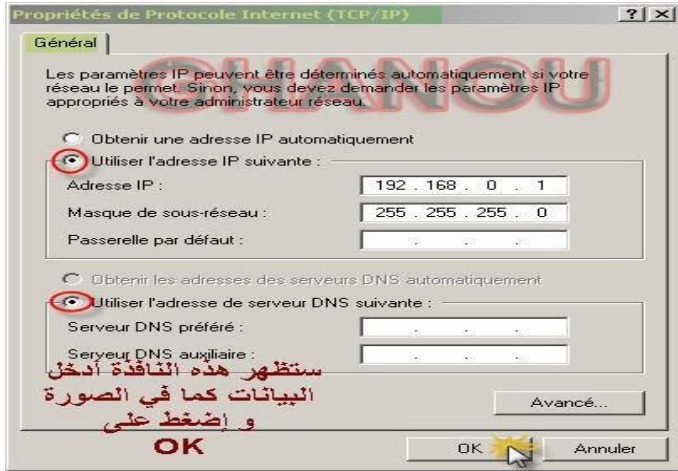 Propriétés de Protocole Internet (TCP/IP)
Général
GHANOU
Les paramètres IP peuvent être déterminés automatiquement si votre
réseau le permet. Sinon, vous devez demander les paramètres IP
appropriés à votre administrateur réseau.
Obtenir une adresse IP automatiquement
Utiliser l'adresse IP suivante :
Adresse IP : 192 . 168 . 0 . 1
Masque de sous-réseau : 255 . 255 . 255 . 0
Passerelle par défaut : . . .
Obtenir les adresses des serveurs DNS automatiquement
Utiliser l'adresse de serveur DNS suivante :
Serveur DNS préféré : . . .
Serveur DNS auxiliaire : . . .
ستظهر هذه النافذة أدخل
البيانات كما في الصورة
و إضغط على
OK
Avancé...
OK Annuler